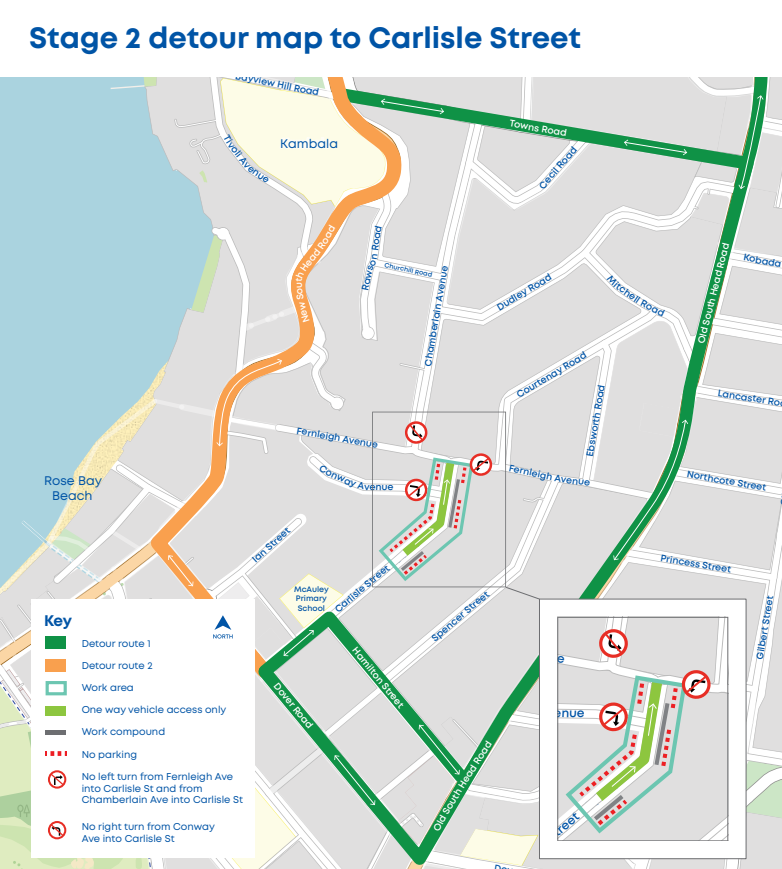 Stage 2 detour map to Carlisle Street
Bayview Hill Road
Kambala
Towns Road
Tivoli Avenue
Cecil Road
New South Head Road
Rawson Road
Churchill Road
Chamberlain Avenue
Dudley Road
Mitchell Road
Old South Head Road
Kobada
Courtenay Road
Ebsworth Road
Lancaster Roa
Fernleigh Avenue
Conway Avenue
Fernleigh Avenue
Northcote Street
Rose Bay
Beach
Ian Street
Princess Street
McAuley
Primary
School
Carlisle Street
Spencer Street
Gilbert Street
Hamilton Street
Dover Road
Old South Head Road
Key
NORTH
Detour route 1
Detour route 2
Work area
One way vehicle access only
Work compound
No parking
No left turn from Fernleigh Ave
into Carlisle St and from
Chamberlain Ave into Carlisle St
No right turn from Conway
Ave into Carlisle St
e
enue
reet